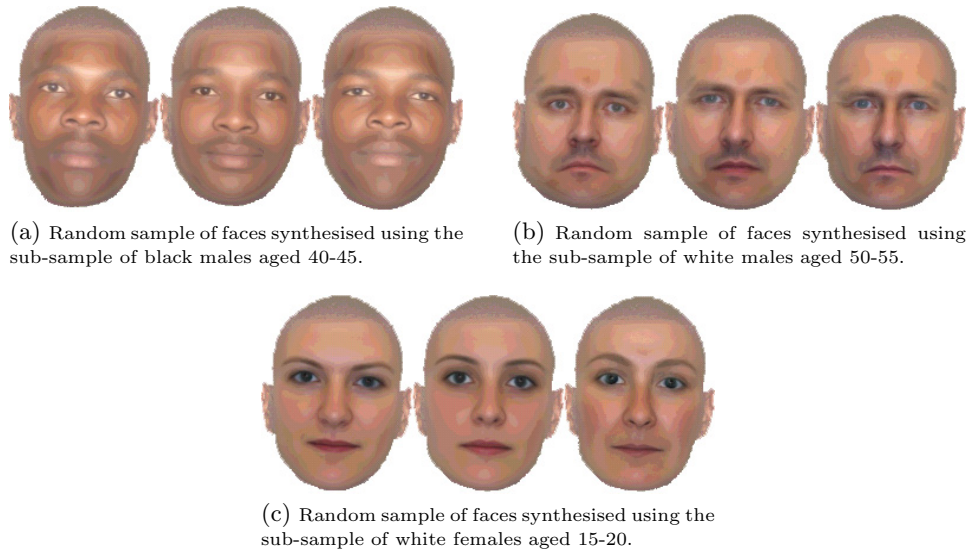 (a) Random sample of faces synthesised using the
sub-sample of black males aged 40-45.
(b) Random sample of faces synthesised using
the sub-sample of white males aged 50-55.
(c) Random sample of faces synthesised using the
sub-sample of white females aged 15-20.